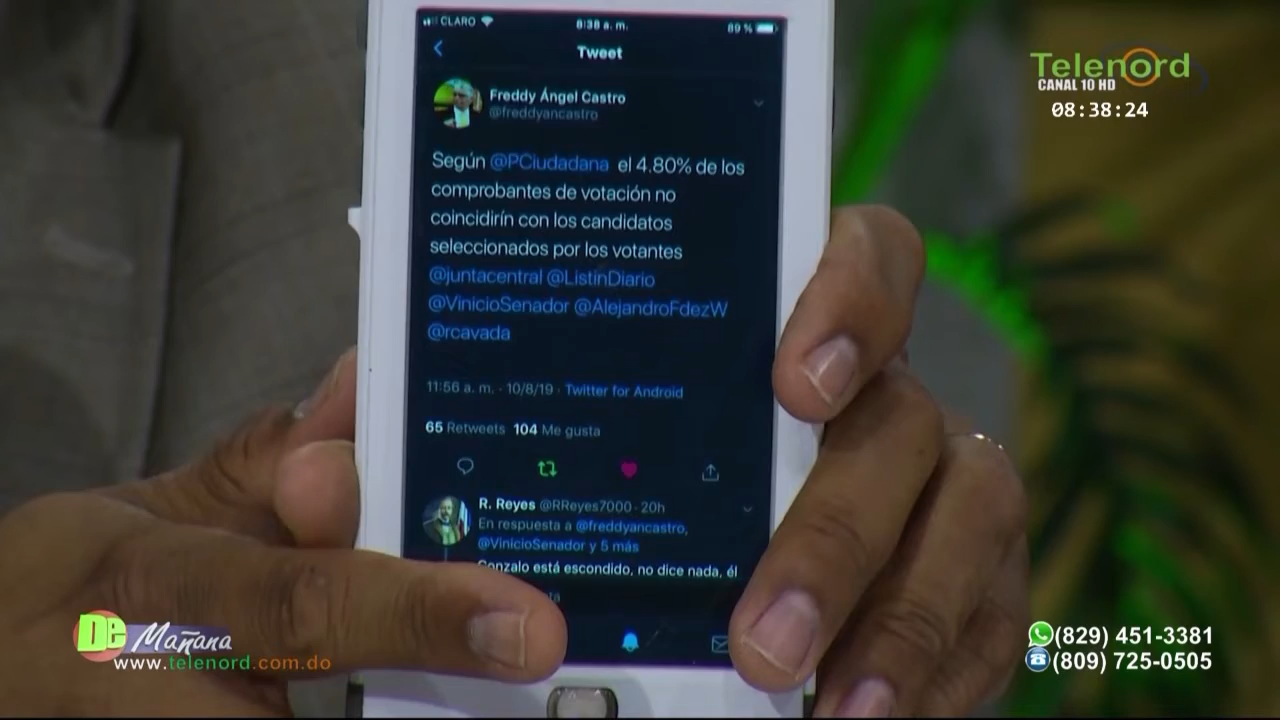 CLARO 8:38 a. m. 89 %
Tweet
Freddy Ángel Castro
@freddyancastro
Según @PCiudadana el 4.80% de los
comprobantes de votación no
coincidirín con los candidatos
seleccionados por los votantes
@juntacentral @ListinDiario
@VinicioSenador @AlejandroFdezW
@rcavada
11:56 a. m. · 10/8/19 · Twitter for Android
65 Retweets 104 Me gusta
R. Reyes @RReyes7000 · 20h
En respuesta a @freddyancastro,
@VinicioSenador y 5 más
Gonzalo está escondido, no dice nada, él
Telenord
CANAL 10 HD
08:38:24
De Mañana
www.telenord.com.do
(829) 451-3381
(809) 725-0505